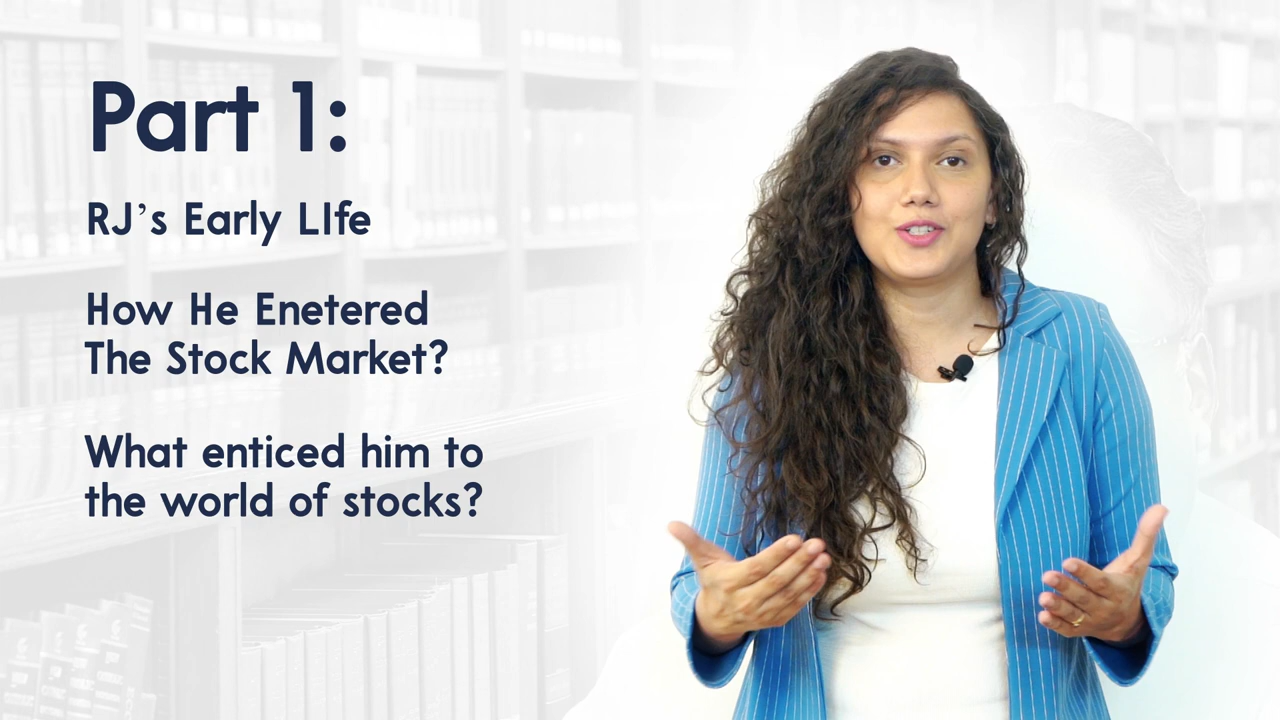 Part 1:
RJ's Early LIfe
How He Enetered
The Stock Market?
What enticed him to
the world of stocks?